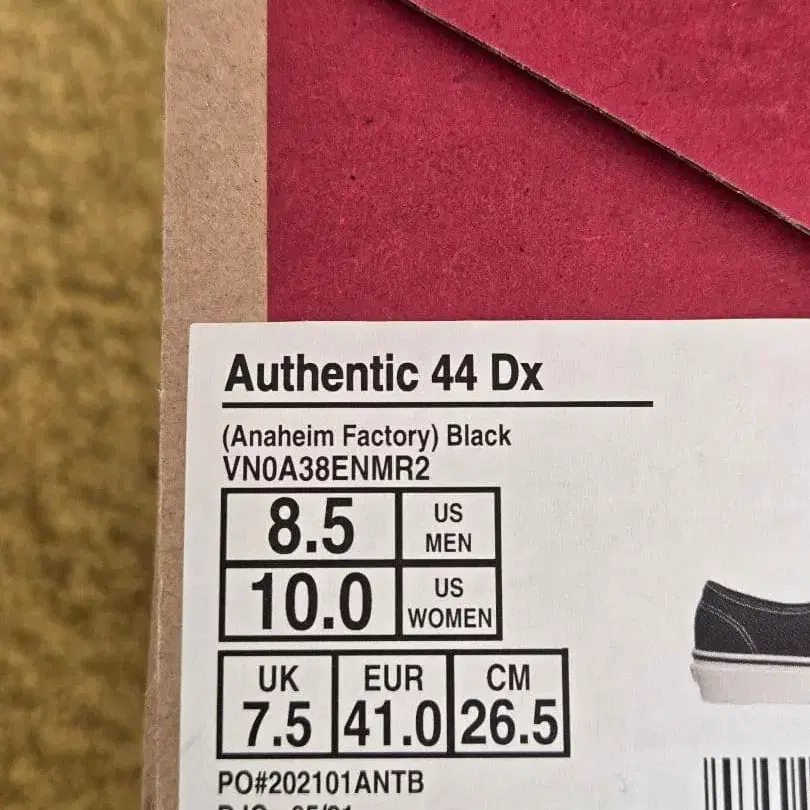 Authentic 44 Dx
(Anaheim Factory) Black
VN0A38ENMR2
8.5 US MEN
10.0 US WOMEN
UK EUR CM
7.5 41.0 26.5
PO#202101ANTB